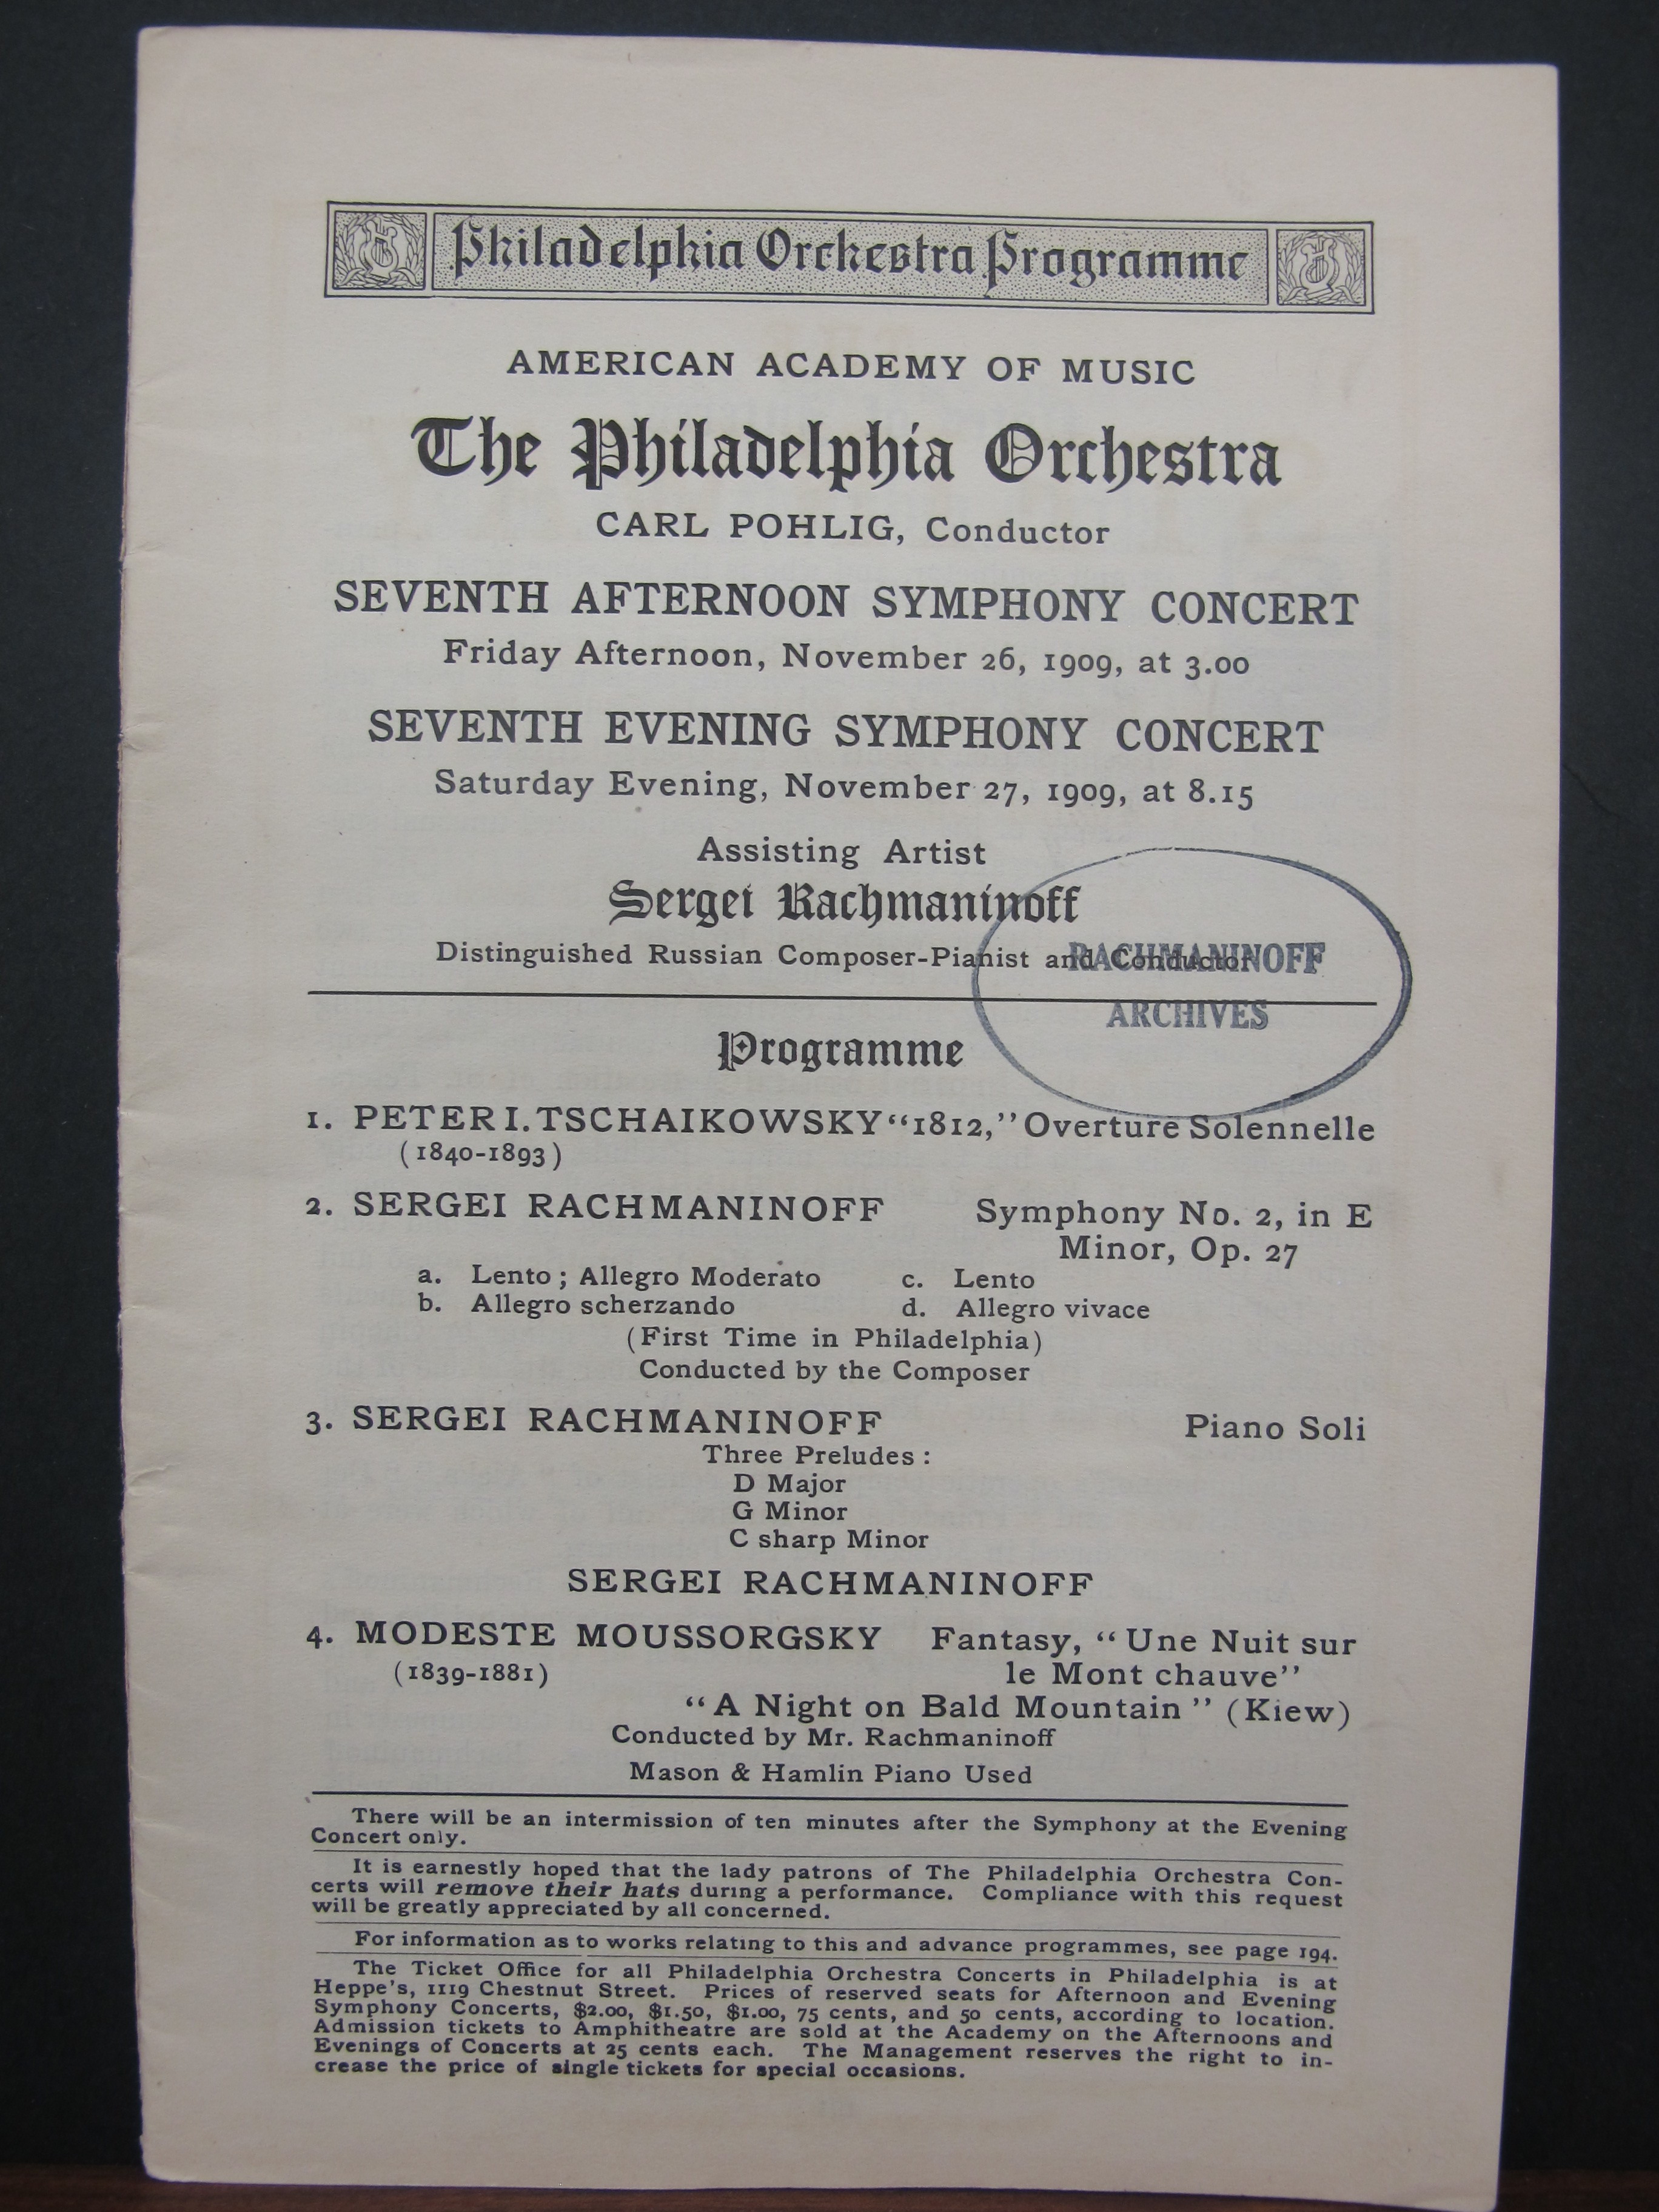 Philadelphia Orchestra Programme
AMERICAN ACADEMY OF MUSIC
The Philadelphia Orchestra
CARL POHLIG, Conductor
SEVENTH AFTERNOON SYMPHONY CONCERT
Friday Afternoon, November 26, 1909, at 3.00
SEVENTH EVENING SYMPHONY CONCERT
Saturday Evening, November 27, 1909, at 8.15
Assisting Artist
Sergei Rachmaninoff
Distinguished Russian Composer-Pianist and Conductor
RACHMANINOFF
ARCHIVES
Programme
1. PETER I. TSCHAIKOWSKY “1812,” Overture Solennelle
(1840-1893)
2. SERGEI RACHMANINOFF Symphony No. 2, in E
Minor, Op. 27
a. Lento; Allegro Moderato c. Lento
b. Allegro scherzando d. Allegro vivace
(First Time in Philadelphia)
Conducted by the Composer
3. SERGEI RACHMANINOFF Piano Soli
Three Preludes:
D Major
G Minor
C sharp Minor
SERGEI RACHMANINOFF
4. MODESTE MOUSSORGSKY Fantasy, “Une Nuit sur
(1839-1881) le Mont chauve”
“A Night on Bald Mountain” (Kiew)
Conducted by Mr. Rachmaninoff
Mason & Hamlin Piano Used
There will be an intermission of ten minutes after the Symphony at the Evening
Concert only.
It is earnestly hoped that the lady patrons of The Philadelphia Orchestra Con-
certs will remove their hats during a performance. Compliance with this request
will be greatly appreciated by all concerned.
For information as to works relating to this and advance programmes, see page 194.
The Ticket Office for all Philadelphia Orchestra Concerts in Philadelphia is at
Heppe's, 1119 Chestnut Street. Prices of reserved seats for Afternoon and Evening
Symphony Concerts, $2.00, $1.50, $1.00, 75 cents, and 50 cents, according to location.
Admission tickets to Amphitheatre are sold at the Academy on the Afternoons and
Evenings of Concerts at 25 cents each. The Management reserves the right to in-
crease the price of single tickets for special occasions.